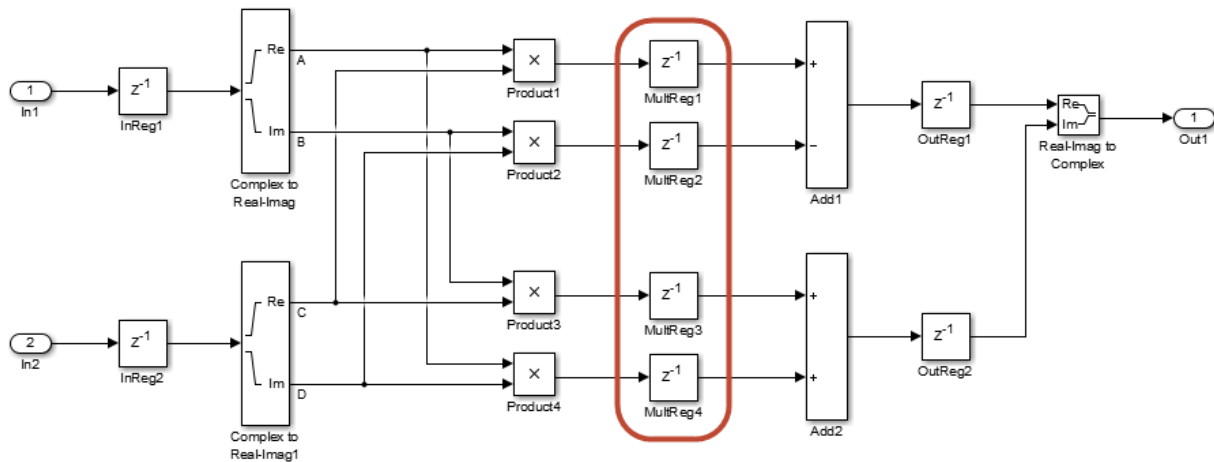 1
In1
z-1
InReg1
Re
Im
Complex to
Real-Imag
A
B
×
Product1
×
Product2
z-1
MultReg1
z-1
MultReg2
+
−
Add1
z-1
OutReg1
Re
Im
Real-Imag to
Complex
1
Out1
2
In2
z-1
InReg2
Re
Im
Complex to
Real-Imag1
C
D
×
Product3
×
Product4
z-1
MultReg3
z-1
MultReg4
+
+
Add2
z-1
OutReg2